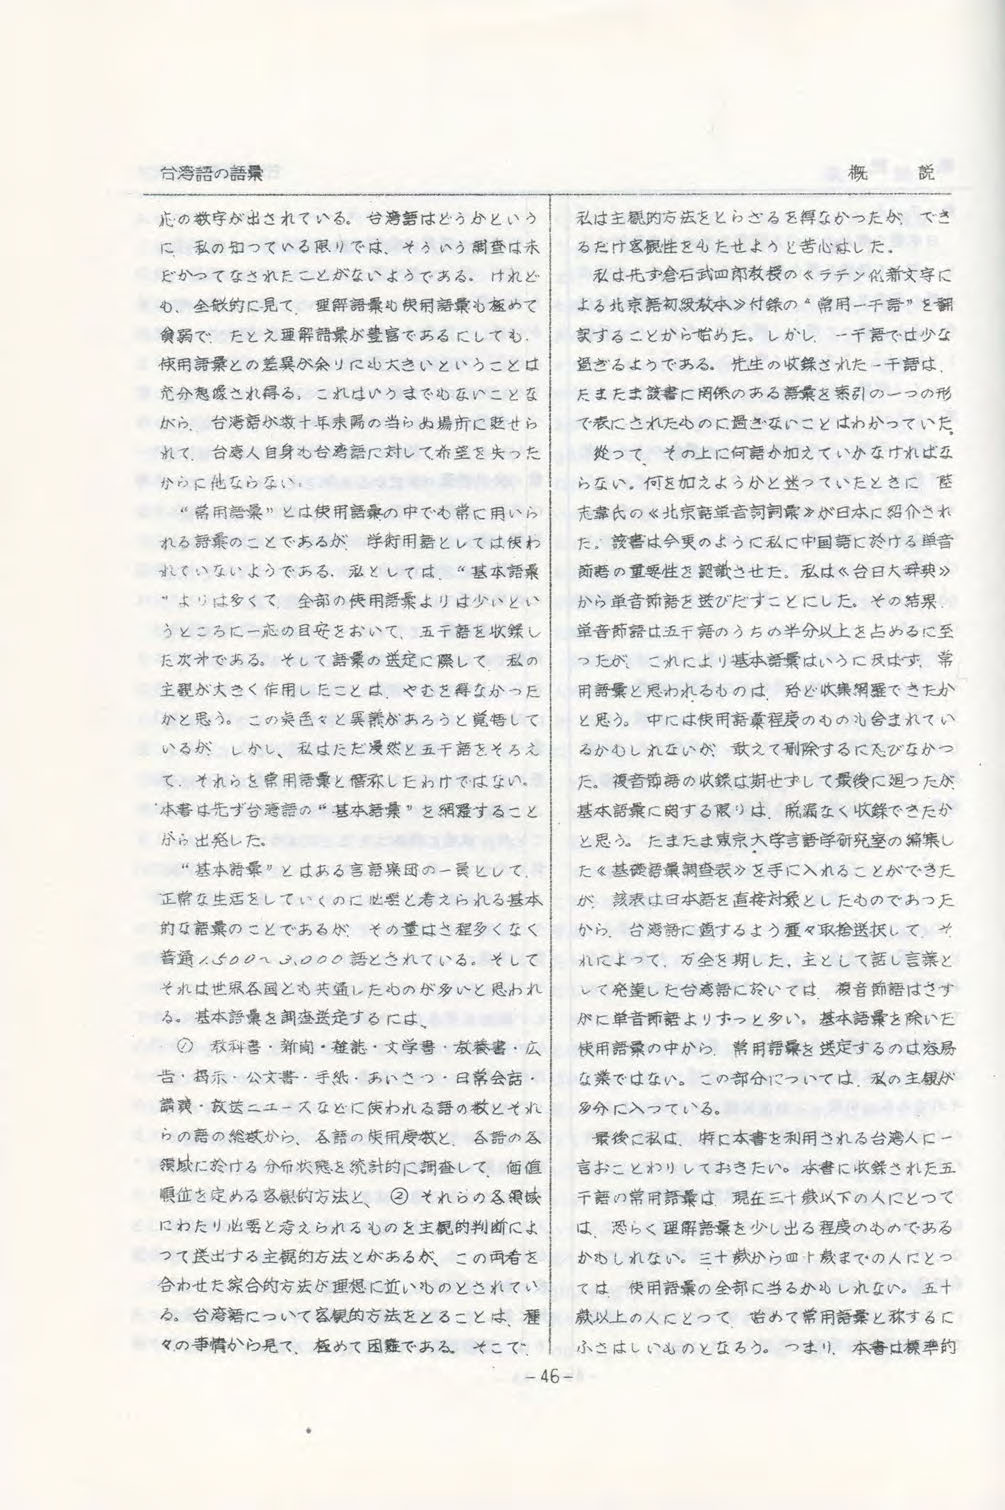 台湾語の語彙
概説
応の数字が出されている。台湾語はどうかという
に、私の知っている限りでは、そういう調査は未
だかつてなされたことがないようである。けれど
も、全般的に見て、理解語彙も使用語彙も極めて
貧弱で、たとえ理解語彙が豊富であるにしても、
使用語彙との差異が余りにも大きいということは
充分想像され得る。これはいうまでもないことな
がら、台湾語が数十年来陽の当らぬ場所に匿せら
れて、台湾人自身も台湾語に対して希望を失った
からに他ならない。
“常用語彙”とは使用語彙の中でも常に用いら
れる語彙のことであるが、学術用語としては使わ
れていないようである。私としては、“基本語彙
”よりは多くて、全部の使用語彙よりは少いとい
うところに一応の目安をおいて、五千語を収録し
た次第である。そして語彙の選定に際して、私の
主観が大きく作用したことは、やむを得なかった
かと思う。この点色々と異議があろうと覚悟して
いるが、しかし、私はただ漫然と五千語をそろえ
て、それらを常用語彙と僭称したわけではない。
本書は先ず台湾語の“基本語彙”を網羅すること
から出発した。
“基本語彙”とはある言語集団の一員として、
正常な生活をしていくのに必要と考えられる基本
的な語彙のことであるが、その量はさ程多くなく
普通1,500〜3,000語とされている。そして
それは世界各国とも共通したものが多いと思われ
る。基本語彙を調査選定するには、
① 教科書・新聞・雑誌・文学書・教養書・広
告・掲示・公文書・手紙・あいさつ・日常会話・
講演・放送ニュースなどに使われる語の数とそれ
らの語の総数から、各語の使用度数と、各語の各
領域に於ける分布状態を統計的に調査して、価値
順位を定める客観的方法と、②それらの各領域
にわたり必要と考えられるものを主観的判断によ
って選出する主観的方法とがあるが、この両者を
合わせた綜合的方法が理想に近いものとされてい
る。台湾語について客観的方法をとることは、種
々の事情から見て、極めて困難である。そこで、
私は主観的方法をとらざるを得なかったが、でき
るだけ客観性をもたせようと苦心はした。
私は先ず倉石武四郎教授の≪ラテン化新文字に
よる北京語初級教本≫付録の“常用一千語”を翻
訳することから始めた。しかし、一千語では少な
過ぎるようである。先生の収録された一千語は、
たまたま該書に関係のある語彙を索引の一つの形
で表にされたものに過ぎないことはわかっていた。
従って、その上に何語か加えていかなければな
らない。何を加えようかと迷っていたときに、陸
志韋氏の≪北京話単音詞詞彙≫が日本に紹介され
た。該書は今更のように私に中国語に於ける単音
節語の重要性を認識させた。私は≪台日大辞典≫
から単音節語を選びだすことにした。その結果、
単音節語は五千語のうちの半分以上を占めるに至
ったが、これにより基本語彙はいうに及ばず、常
用語彙と思われるものは、殆ど収集網羅できたか
と思う。中には使用語彙程度のものも含まれてい
るかもしれないが、敢えて削除するに忍びなかっ
た。複音節語の収録は期せずして最後に廻ったが、
基本語彙に関する限りは、脱漏なく収録できたか
と思う。たまたま東京大学言語学研究室の編集し
た≪基礎語彙調査表≫を手に入れることができた
が、該表は日本語を直接対象としたものであった
から、台湾語に適するよう種々取捨選択して、そ
れによって、万全を期した。主として話し言葉と
して発達した台湾語に於いては、複音節語はさす
がに単音節語よりずっと多い。基本語彙を除いた
使用語彙の中から、常用語彙を選定するのは容易
な業ではない。この部分については、私の主観が
多分に入っている。
最後に私は、特に本書を利用される台湾人に一
言おことわりしておきたい。本書に収録された五
千語の常用語彙は、現在三十歳以下の人にとって
は、恐らく理解語彙を少し出る程度のものである
かもしれない。三十歳から四十歳までの人にとっ
ては、使用語彙の全部に当るかもしれない。五十
歳以上の人にとって、始めて常用語彙と称するに
ふさはしいものとなろう。つまり、本書は標準的
-46-